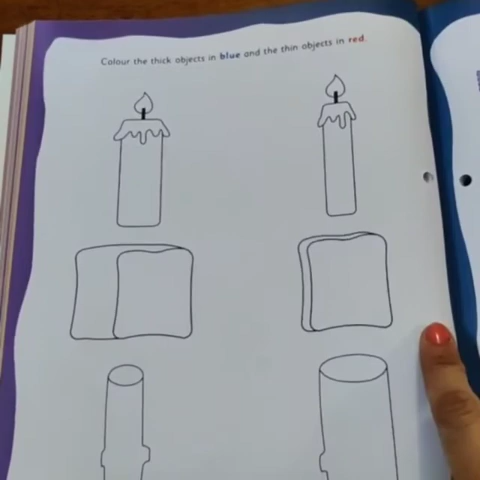 Colour the thick objects in blue and the thin objects in red.